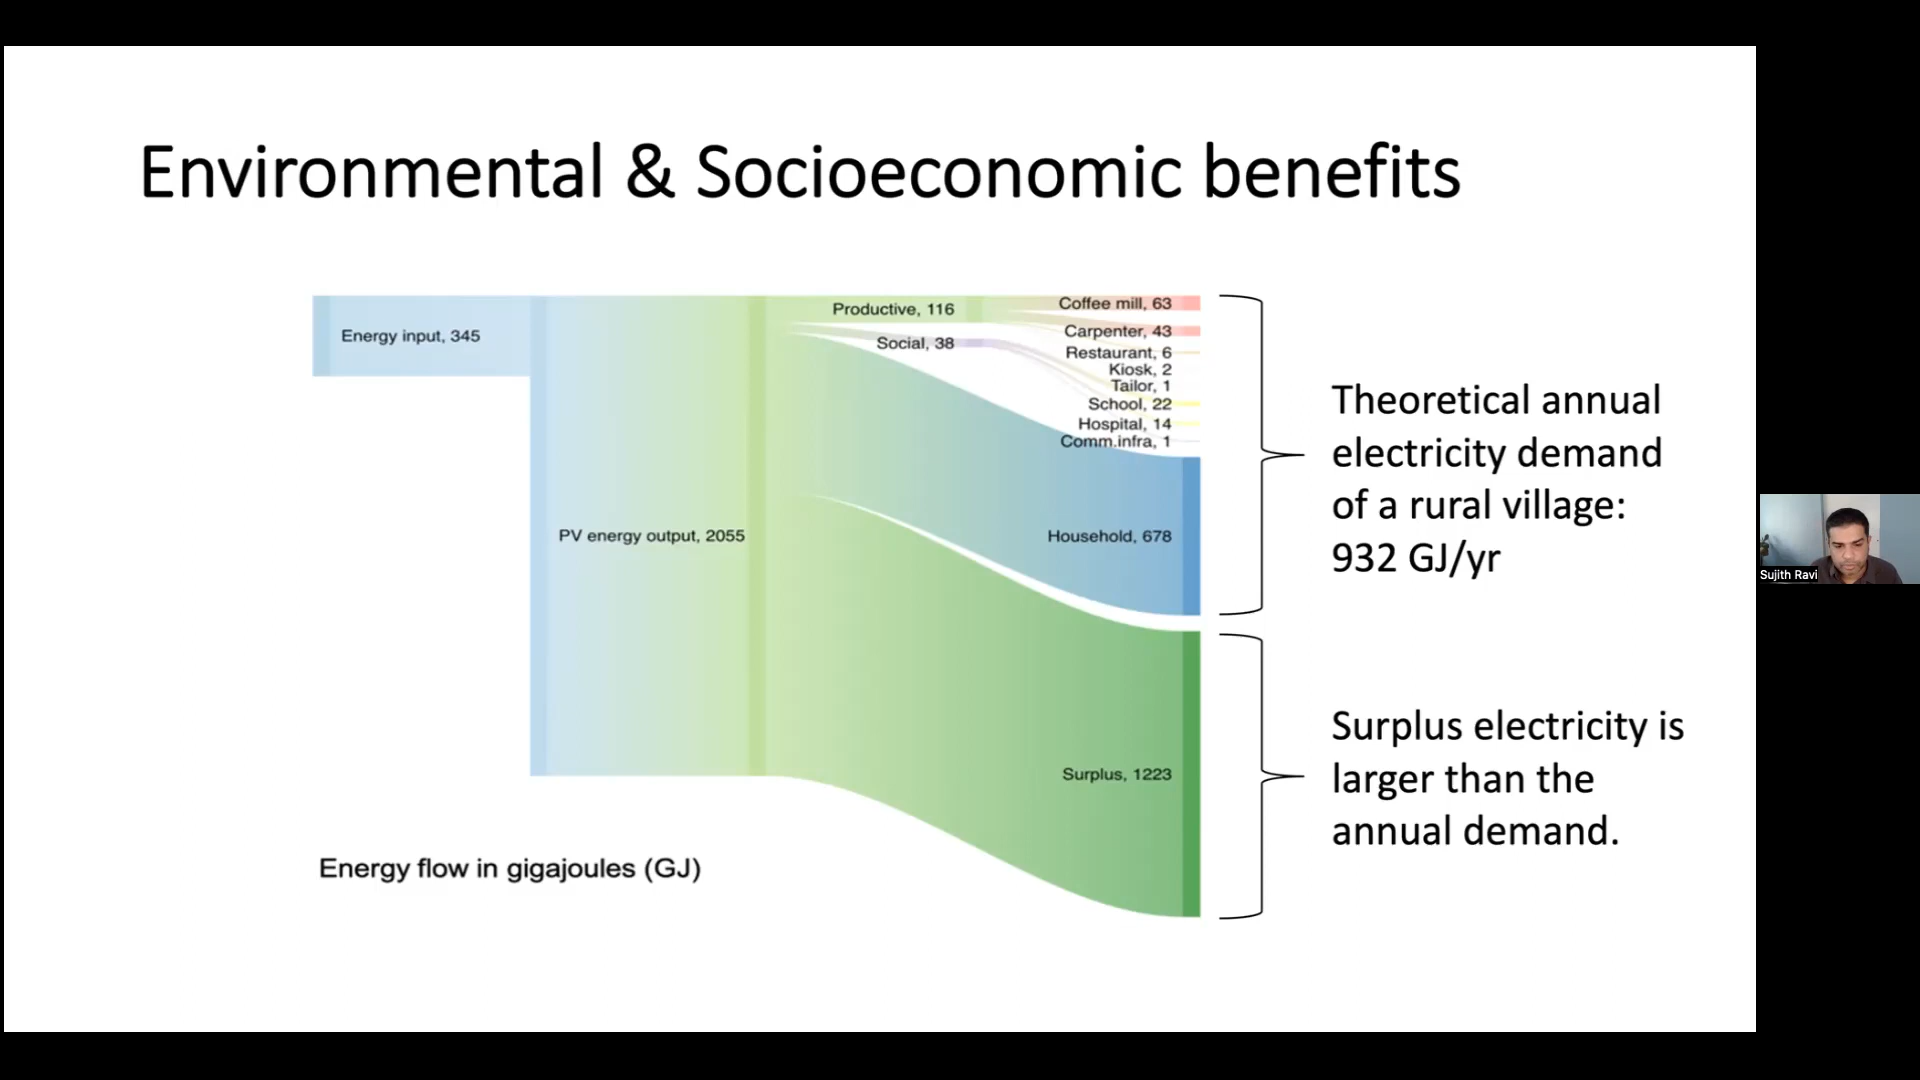 Environmental & Socioeconomic benefits
Energy input, 345
PV energy output, 2055
Productive, 116
Social, 38
Coffee mill, 63
Carpenter, 43
Restaurant, 6
Kiosk, 2
Tailor, 1
School, 22
Hospital, 14
Comm.infra, 1
Household, 678
Surplus, 1223
Energy flow in gigajoules (GJ)
Theoretical annual
electricity demand
of a rural village:
932 GJ/yr
Surplus electricity is
larger than the
annual demand.
Sujith Ravi